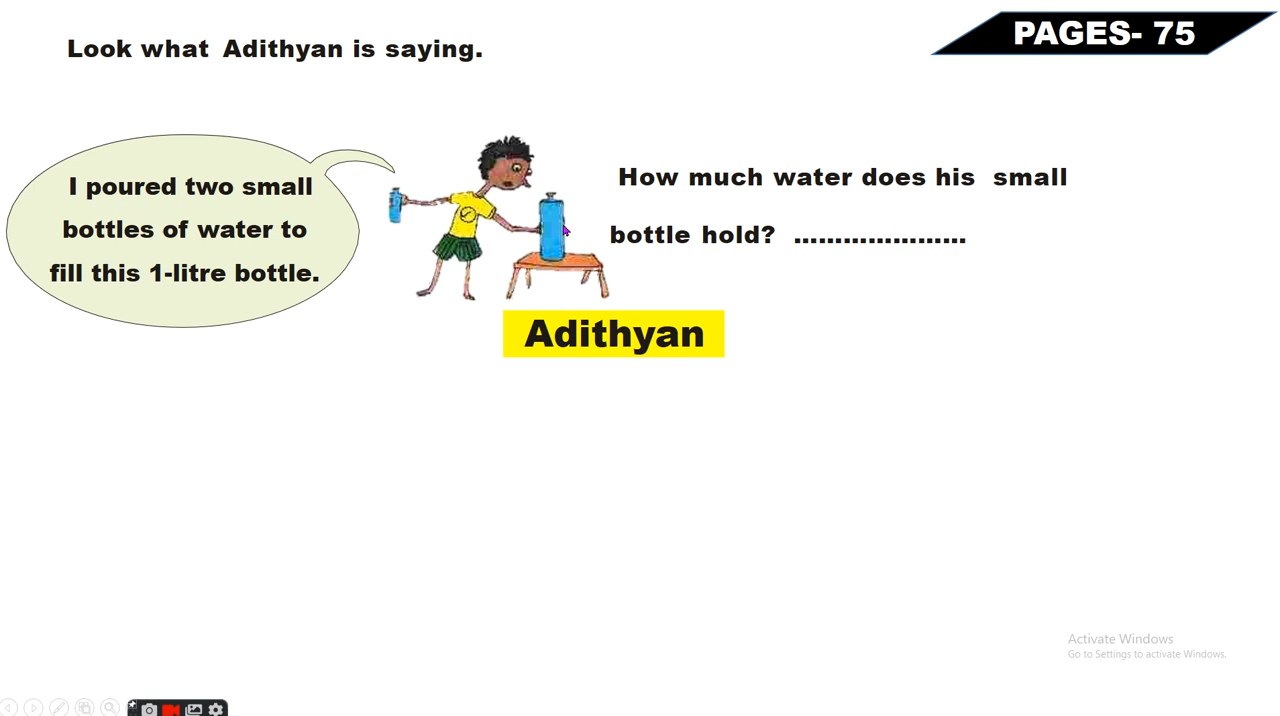 Look what Adithyan is saying.
PAGES- 75
I poured two small
bottles of water to
fill this 1-litre bottle.
How much water does his small
bottle hold? .....................
Adithyan
Activate Windows
Go to Settings to activate Windows.